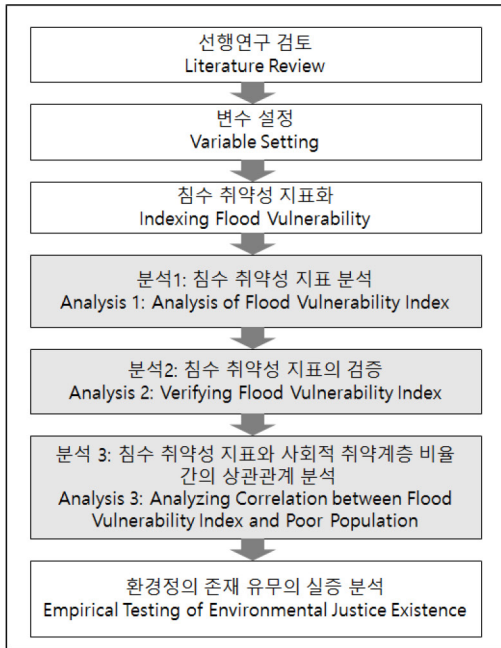 선행연구 검토
Literature Review
변수 설정
Variable Setting
침수 취약성 지표화
Indexing Flood Vulnerability
분석1: 침수 취약성 지표 분석
Analysis 1: Analysis of Flood Vulnerability Index
분석2: 침수 취약성 지표의 검증
Analysis 2: Verifying Flood Vulnerability Index
분석 3: 침수 취약성 지표와 사회적 취약계층 비율
간의 상관관계 분석
Analysis 3: Analyzing Correlation between Flood
Vulnerability Index and Poor Population
환경정의 존재 유무의 실증 분석
Empirical Testing of Environmental Justice Existence